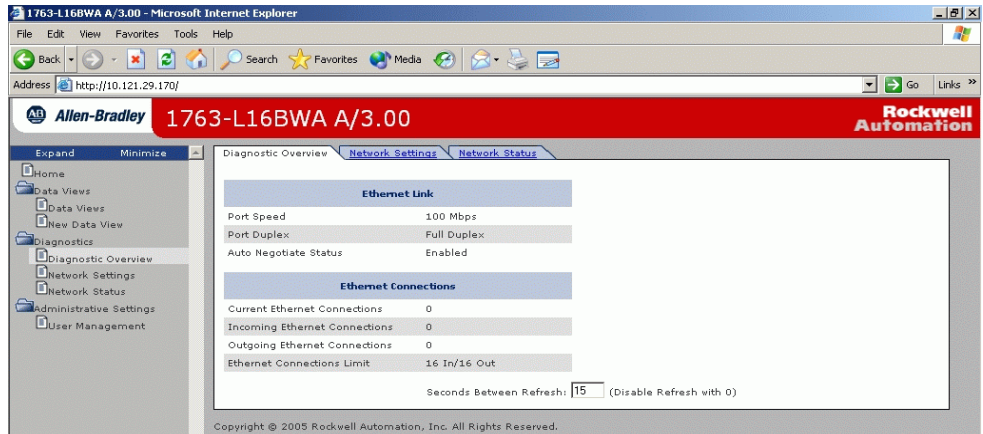 1763-L16BWA A/3.00 - Microsoft Internet Explorer
File Edit View Favorites Tools Help
Back Search Favorites Media
Address http://10.121.29.170/ Go Links »
AB Allen-Bradley 1763-L16BWA A/3.00 Rockwell Automation
Expand Minimize
Home
Data Views
Data Views
New Data View
Diagnostics
Diagnostic Overview
Network Settings
Network Status
Administrative Settings
User Management
Diagnostic Overview Network Settings Network Status
Ethernet Link
Port Speed 100 Mbps
Port Duplex Full Duplex
Auto Negotiate Status Enabled
Ethernet Connections
Current Ethernet Connections 0
Incoming Ethernet Connections 0
Outgoing Ethernet Connections 0
Ethernet Connections Limit 16 In/16 Out
Seconds Between Refresh: 15 (Disable Refresh with 0)
Copyright © 2005 Rockwell Automation, Inc. All Rights Reserved.